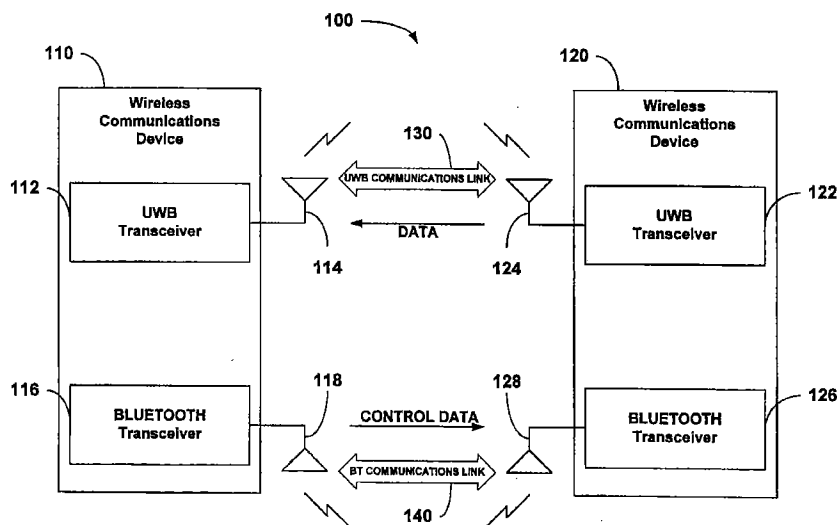 100
110
120
Wireless
Communications
Device
130
Wireless
Communications
Device
112
UWB
Transceiver
UWB COMMUNICATIONS LINK
UWB
Transceiver
122
DATA
114
124
116
118
128
126
BLUETOOTH
Transceiver
CONTROL DATA
BLUETOOTH
Transceiver
BT COMMUNICATIONS LINK
140